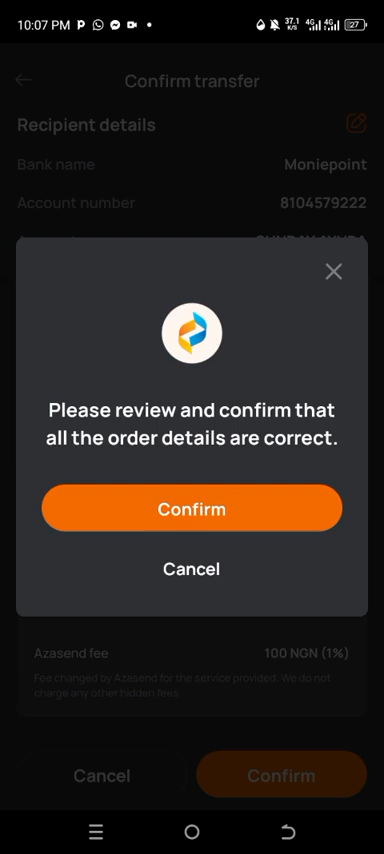 10:07 PM
37.1 K/S 4G 4G 27
Confirm transfer
Recipient details
Bank name Moniepoint
Account number 8104579222
Please review and confirm that
all the order details are correct.
Confirm
Cancel
Azasend fee 100 NGN (1%)
Fee changed by Azasend for the service provided. We do not
charge any other hidden fees
Cancel Confirm